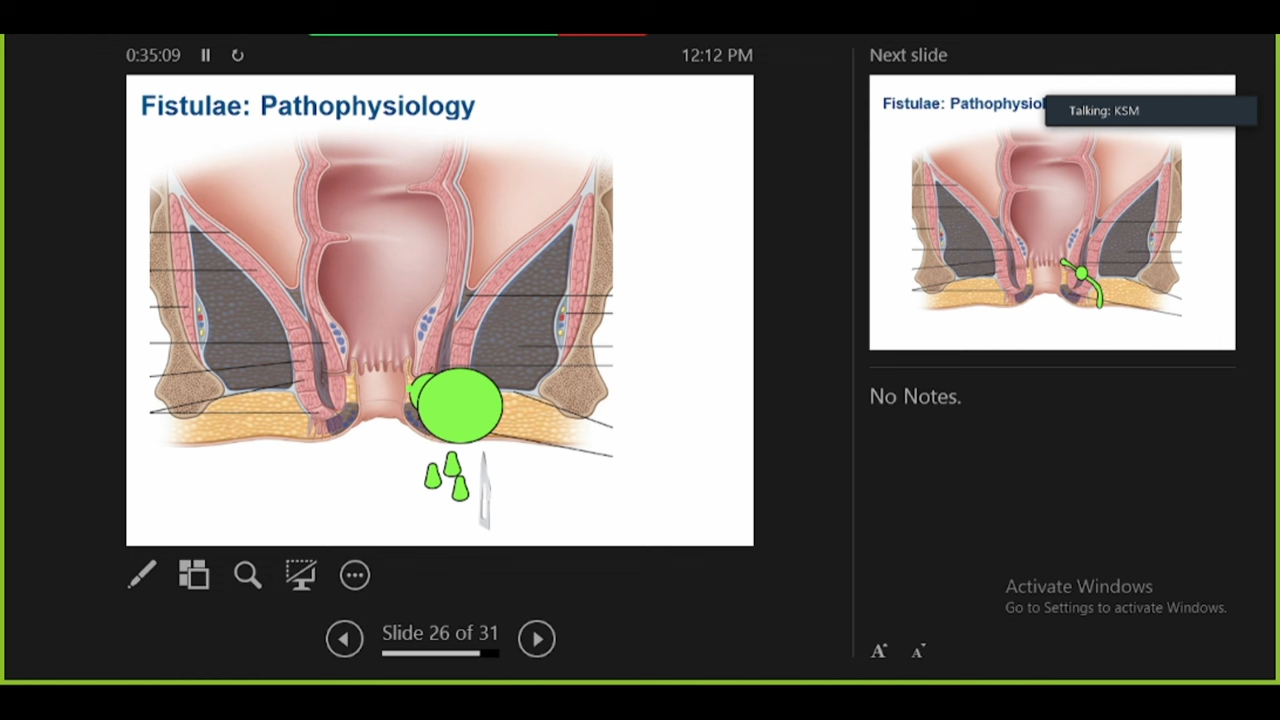 0:35:09
12:12 PM
Next slide
Fistulae: Pathophysiology
Fistulae: Pathophysiol
Talking: KSM
No Notes.
Activate Windows
Go to Settings to activate Windows.
Slide 26 of 31
A A